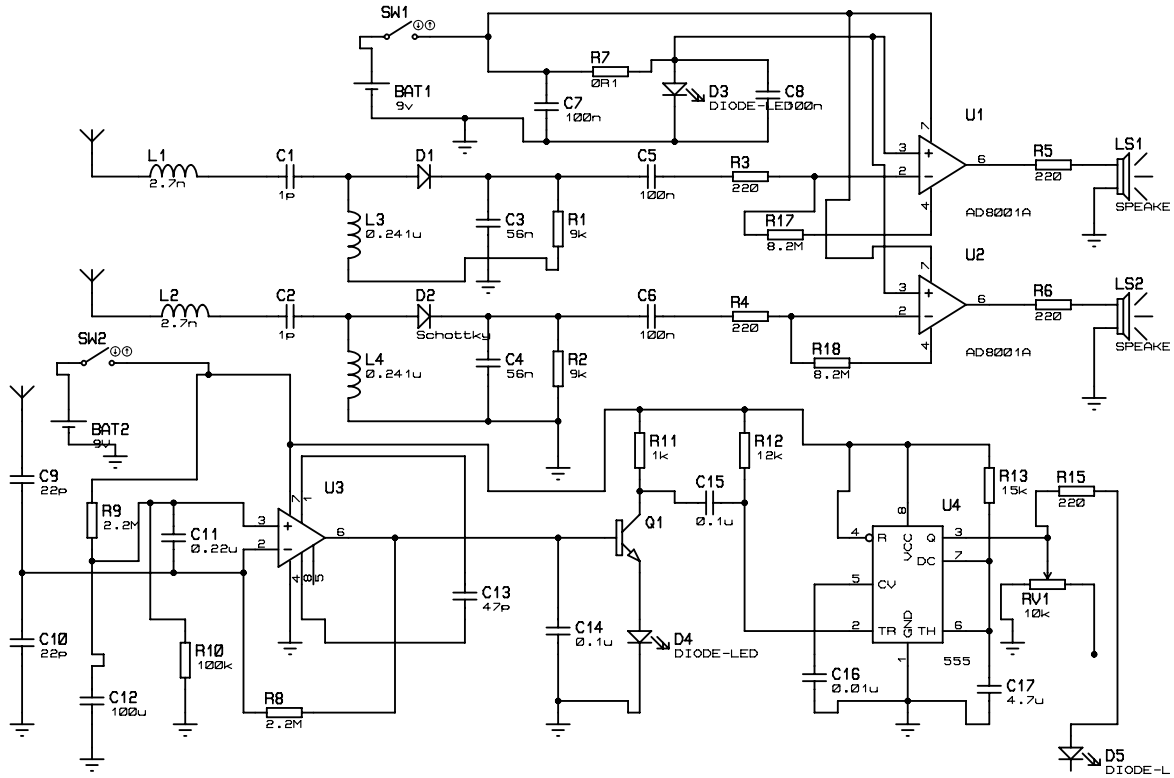 SW1
R7
0R1
BAT1
9v
D3
DIODE-LED
C8
100n
C7
100n
U1
7
L1
2.7n
C1
1p
D1
C5
100n
R3
220
3
2
6
4
R5
220
LS1
SPEAKE
L3
0.241u
C3
56n
R1
9k
R17
8.2M
AD8001A
U2
7
L2
2.7n
C2
1p
D2
Schottky
C6
100n
R4
220
3
2
6
4
R6
220
LS2
SPEAKE
SW2
L4
0.241u
C4
56n
R2
9k
R18
8.2M
AD8001A
BAT2
9V
C9
22p
R9
2.2M
C11
0.22u
U3
7
1
3
2
6
4
8
5
R11
1k
R12
12k
C15
0.1u
Q1
R13
15k
R15
220
U4
8
4
R
VCC
Q
3
DC
7
5
CV
2
TR
GND
TH
6
1
555
RV1
10k
C13
47p
C10
22p
R10
100k
C14
0.1u
D4
DIODE-LED
C16
0.01u
C17
4.7u
C12
100u
R8
2.2M
D5
DIODE-L